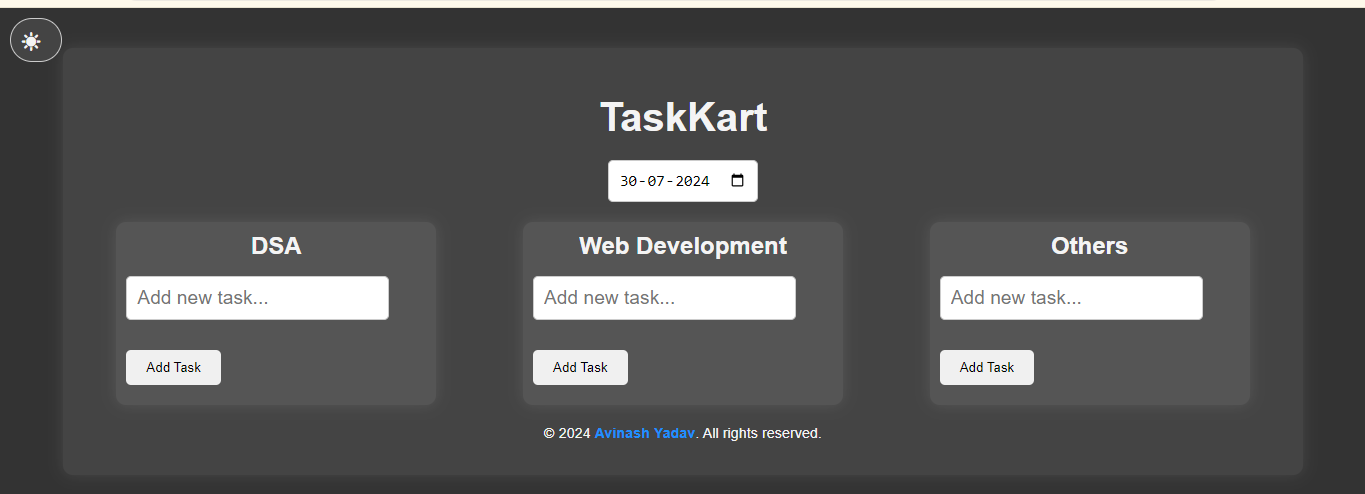 TaskKart
30-07-2024
DSA
Web Development
Others
Add new task...
Add new task...
Add new task...
Add Task
Add Task
Add Task
© 2024 Avinash Yadav. All rights reserved.